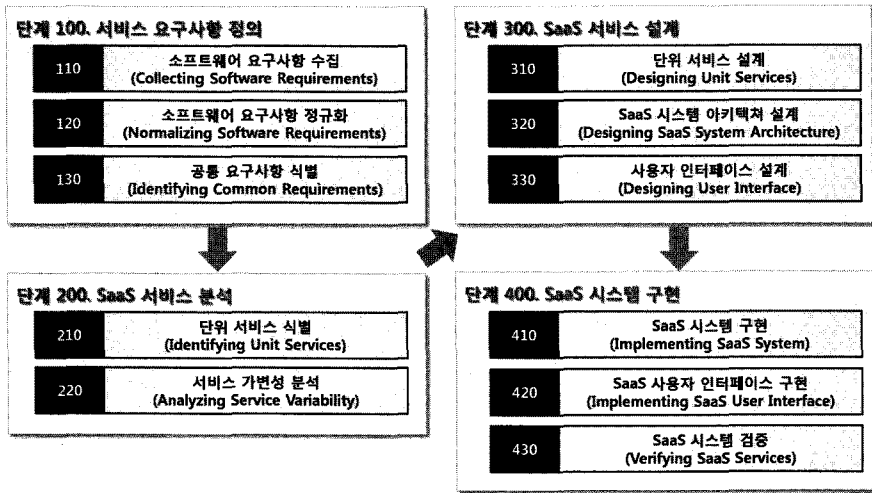 단계 100. 서비스 요구사항 정의
110
소프트웨어 요구사항 수집
(Collecting Software Requirements)
120
소프트웨어 요구사항 정규화
(Normalizing Software Requirements)
130
공통 요구사항 식별
(Identifying Common Requirements)
단계 200. SaaS 서비스 분석
210
단위 서비스 식별
(Identifying Unit Services)
220
서비스 가변성 분석
(Analyzing Service Variability)
단계 300. SaaS 서비스 설계
310
단위 서비스 설계
(Designing Unit Services)
320
SaaS 시스템 아키텍쳐 설계
(Designing SaaS System Architecture)
330
사용자 인터페이스 설계
(Designing User Interface)
단계 400. SaaS 시스템 구현
410
SaaS 시스템 구현
(Implementing SaaS System)
420
SaaS 사용자 인터페이스 구현
(Implementing SaaS User Interface)
430
SaaS 시스템 검증
(Verifying SaaS Services)